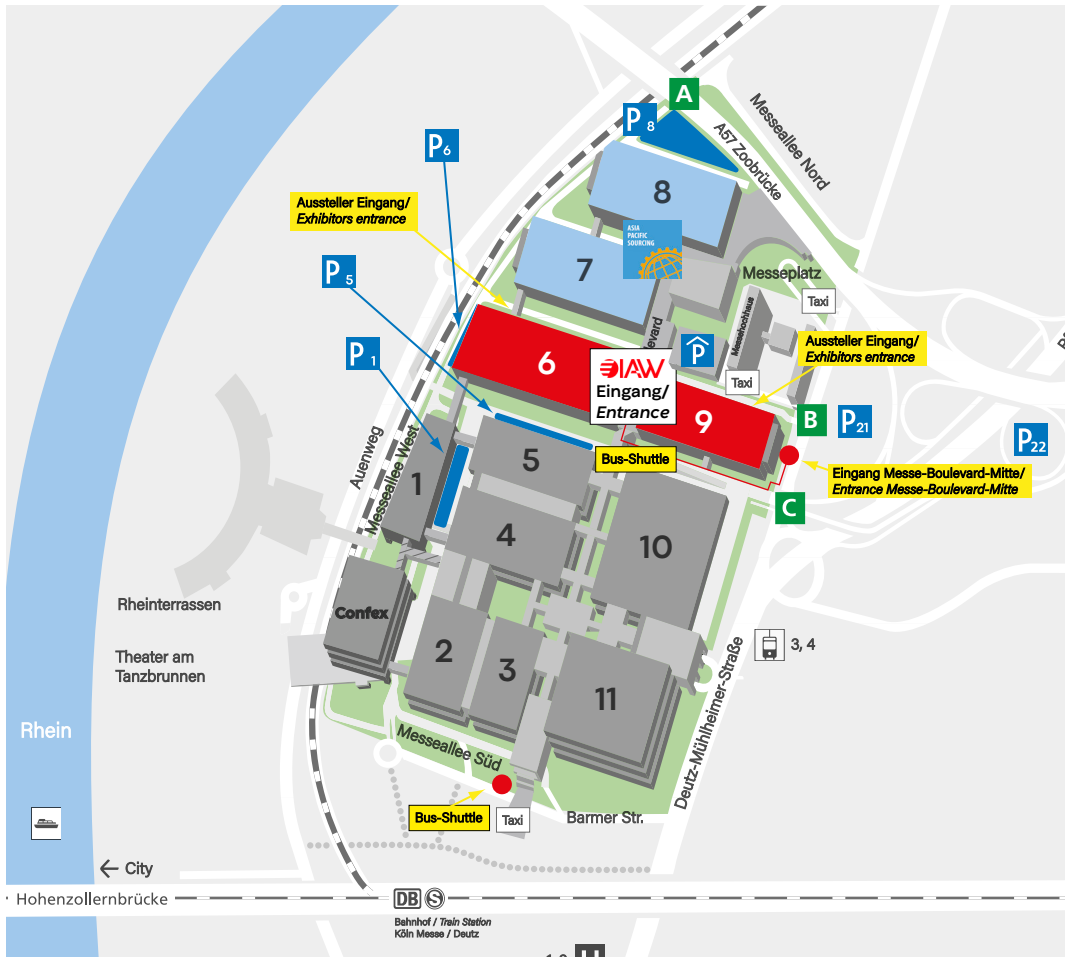 A
P 8
A57 Zoobrücke
Messeallee Nord
P6
8
Aussteller Eingang/
Exhibitors entrance
ASIA
PACIFIC
SOURCING
7
P 5
Messeplatz
Taxi
Messehochhaus
P 1
6
IAW
Eingang/
Entrance
P
Taxi
Aussteller Eingang/
Exhibitors entrance
9
B
P21
P22
Auenweg
Messeallee West
1
5
Bus-Shuttle
Eingang Messe-Boulevard-Mitte/
Entrance Messe-Boulevard-Mitte
C
4
10
Rheinterrassen
Confex
Theater am
Tanzbrunnen
2
3
11
3, 4
Deutz-Mühlheimer-Straße
Rhein
Messeallee Süd
Bus-Shuttle
Taxi
Barmer Str.
City
Hohenzollernbrücke
DB S
Bahnhof / Train Station
Köln Messe / Deutz